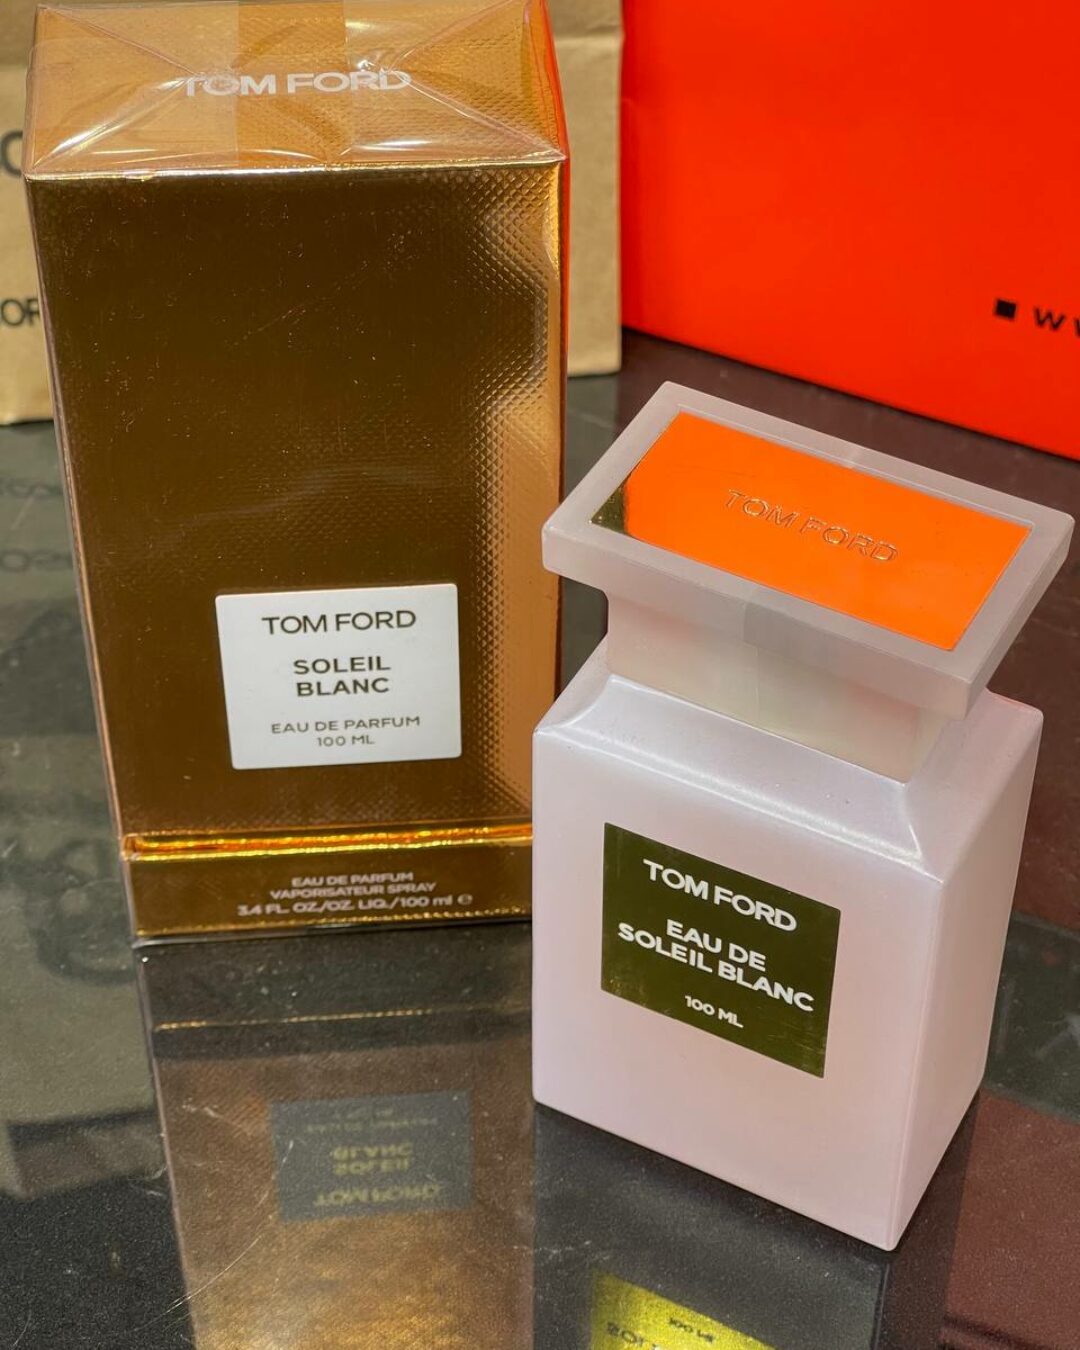 TOM FORD
TOM FORD
SOLEIL
BLANC
EAU DE PARFUM
100 ML
EAU DE PARFUM
VAPORISATEUR SPRAY
3.4 FL. OZ./OZ. LIQ./100 ml ℮
TOM FORD
TOM FORD
EAU DE
SOLEIL BLANC
100 ML